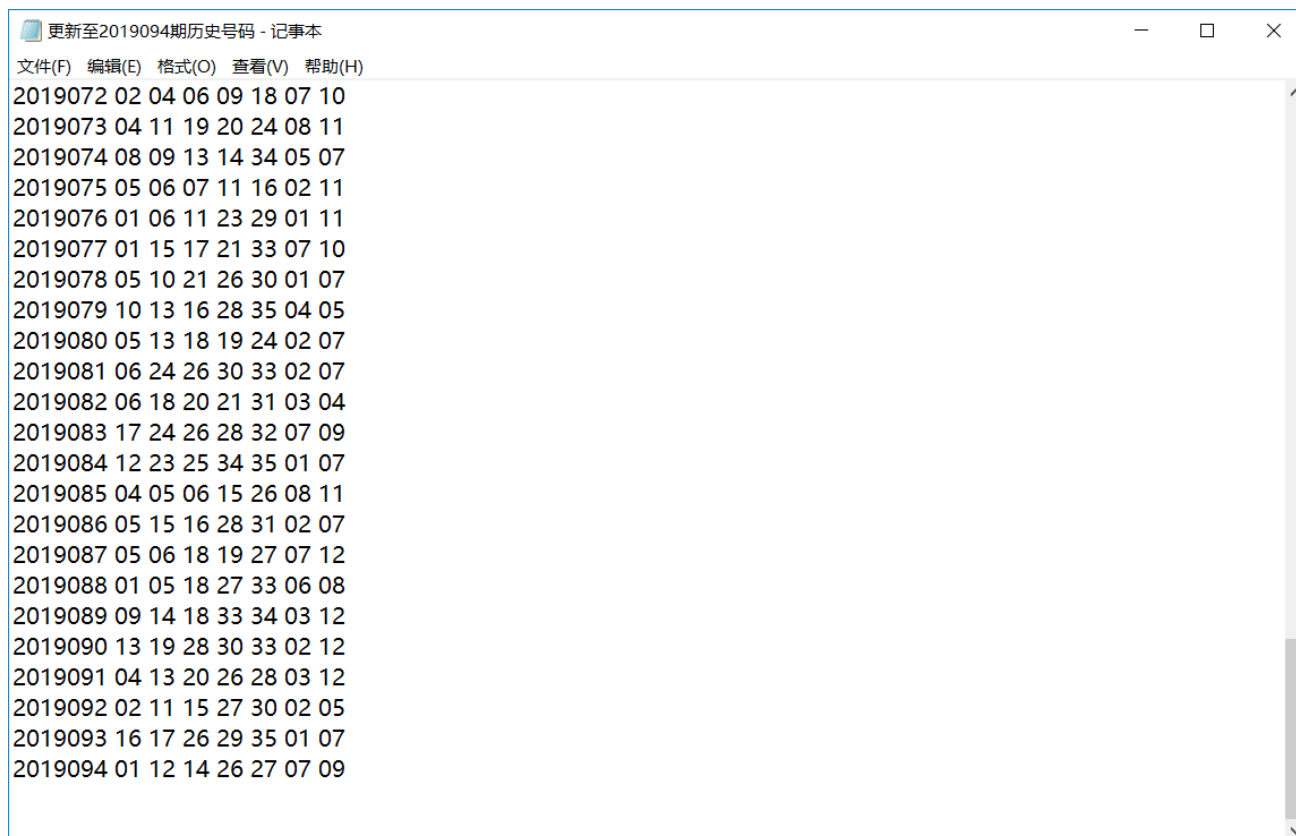 更新至2019094期历史号码 - 记事本
文件(F) 编辑(E) 格式(O) 查看(V) 帮助(H)
2019072 02 04 06 09 18 07 10
2019073 04 11 19 20 24 08 11
2019074 08 09 13 14 34 05 07
2019075 05 06 07 11 16 02 11
2019076 01 06 11 23 29 01 11
2019077 01 15 17 21 33 07 10
2019078 05 10 21 26 30 01 07
2019079 10 13 16 28 35 04 05
2019080 05 13 18 19 24 02 07
2019081 06 24 26 30 33 02 07
2019082 06 18 20 21 31 03 04
2019083 17 24 26 28 32 07 09
2019084 12 23 25 34 35 01 07
2019085 04 05 06 15 26 08 11
2019086 05 15 16 28 31 02 07
2019087 05 06 18 19 27 07 12
2019088 01 05 18 27 33 06 08
2019089 09 14 18 33 34 03 12
2019090 13 19 28 30 33 02 12
2019091 04 13 20 26 28 03 12
2019092 02 11 15 27 30 02 05
2019093 16 17 26 29 35 01 07
2019094 01 12 14 26 27 07 09